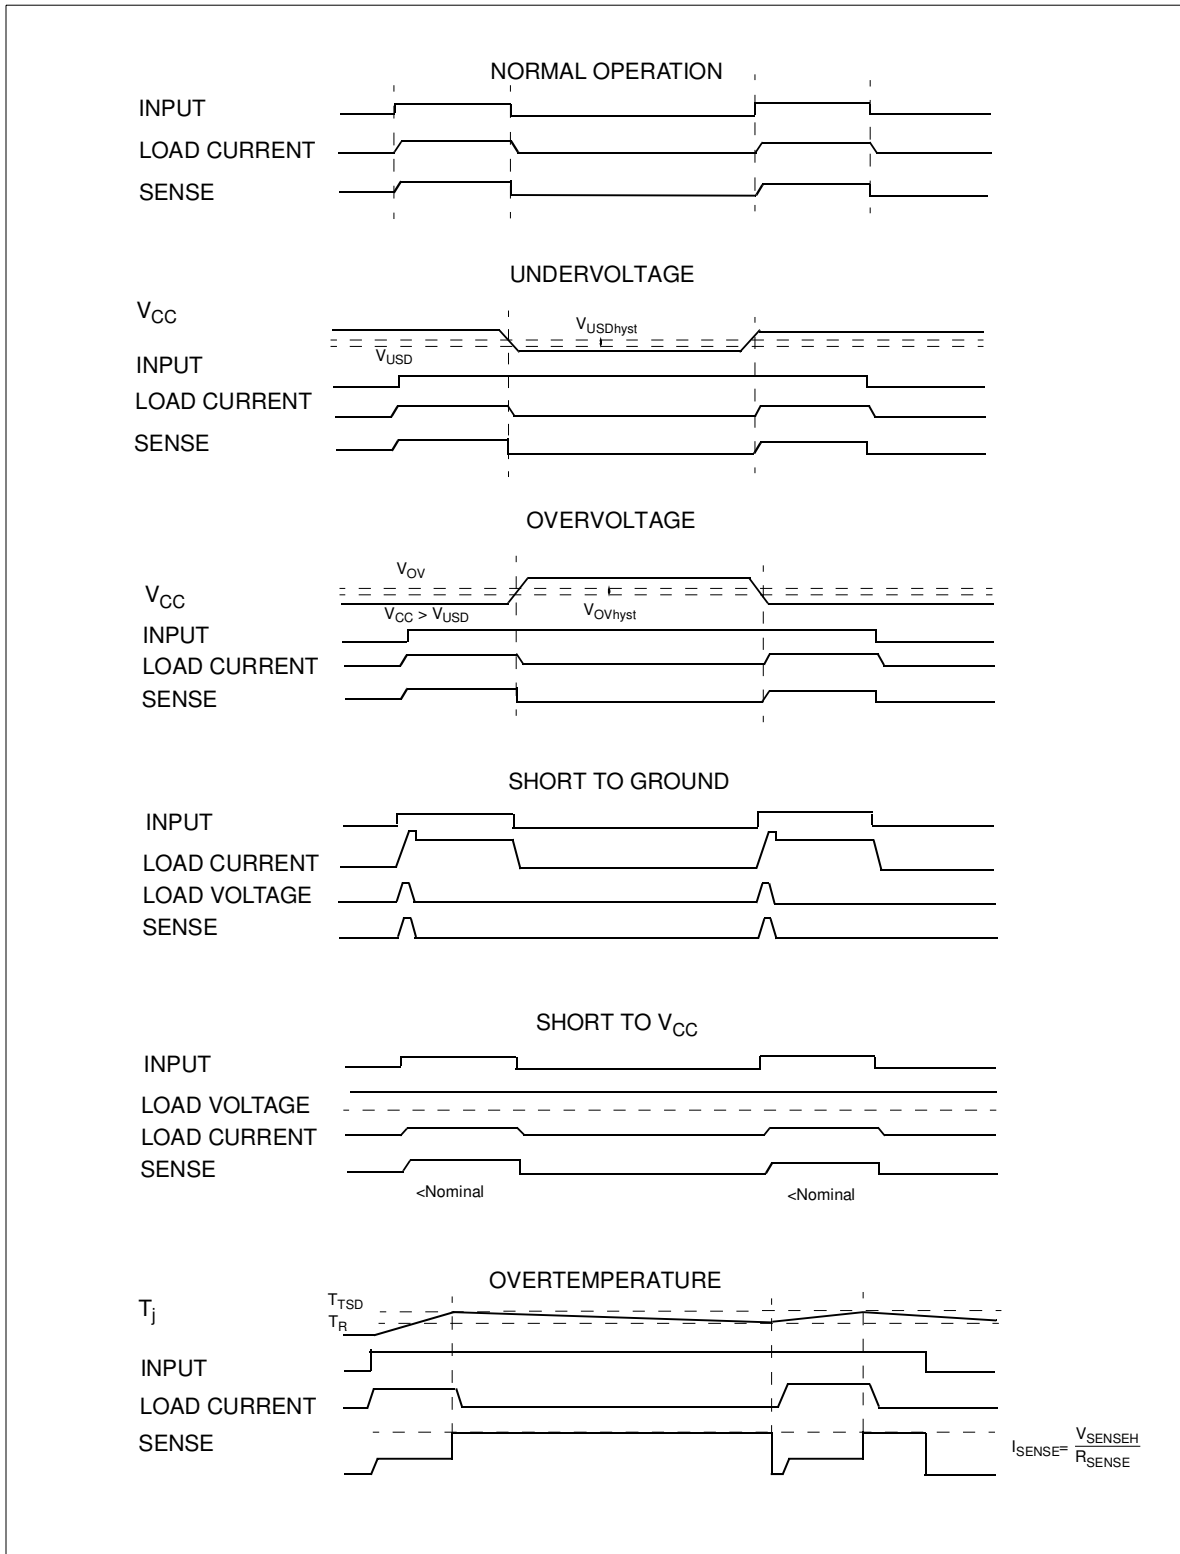 NORMAL OPERATION
INPUT
LOAD CURRENT
SENSE
UNDERVOLTAGE
VCC
VUSDhyst
VUSD
INPUT
LOAD CURRENT
SENSE
OVERVOLTAGE
VOV
VCC
VCC > VUSD
VOVhyst
INPUT
LOAD CURRENT
SENSE
SHORT TO GROUND
INPUT
LOAD CURRENT
LOAD VOLTAGE
SENSE
SHORT TO VCC
INPUT
LOAD VOLTAGE
LOAD CURRENT
SENSE
<Nominal
<Nominal
OVERTEMPERATURE
Tj
TTSD
TR
INPUT
LOAD CURRENT
SENSE
ISENSE= VSENSEH
RSENSE